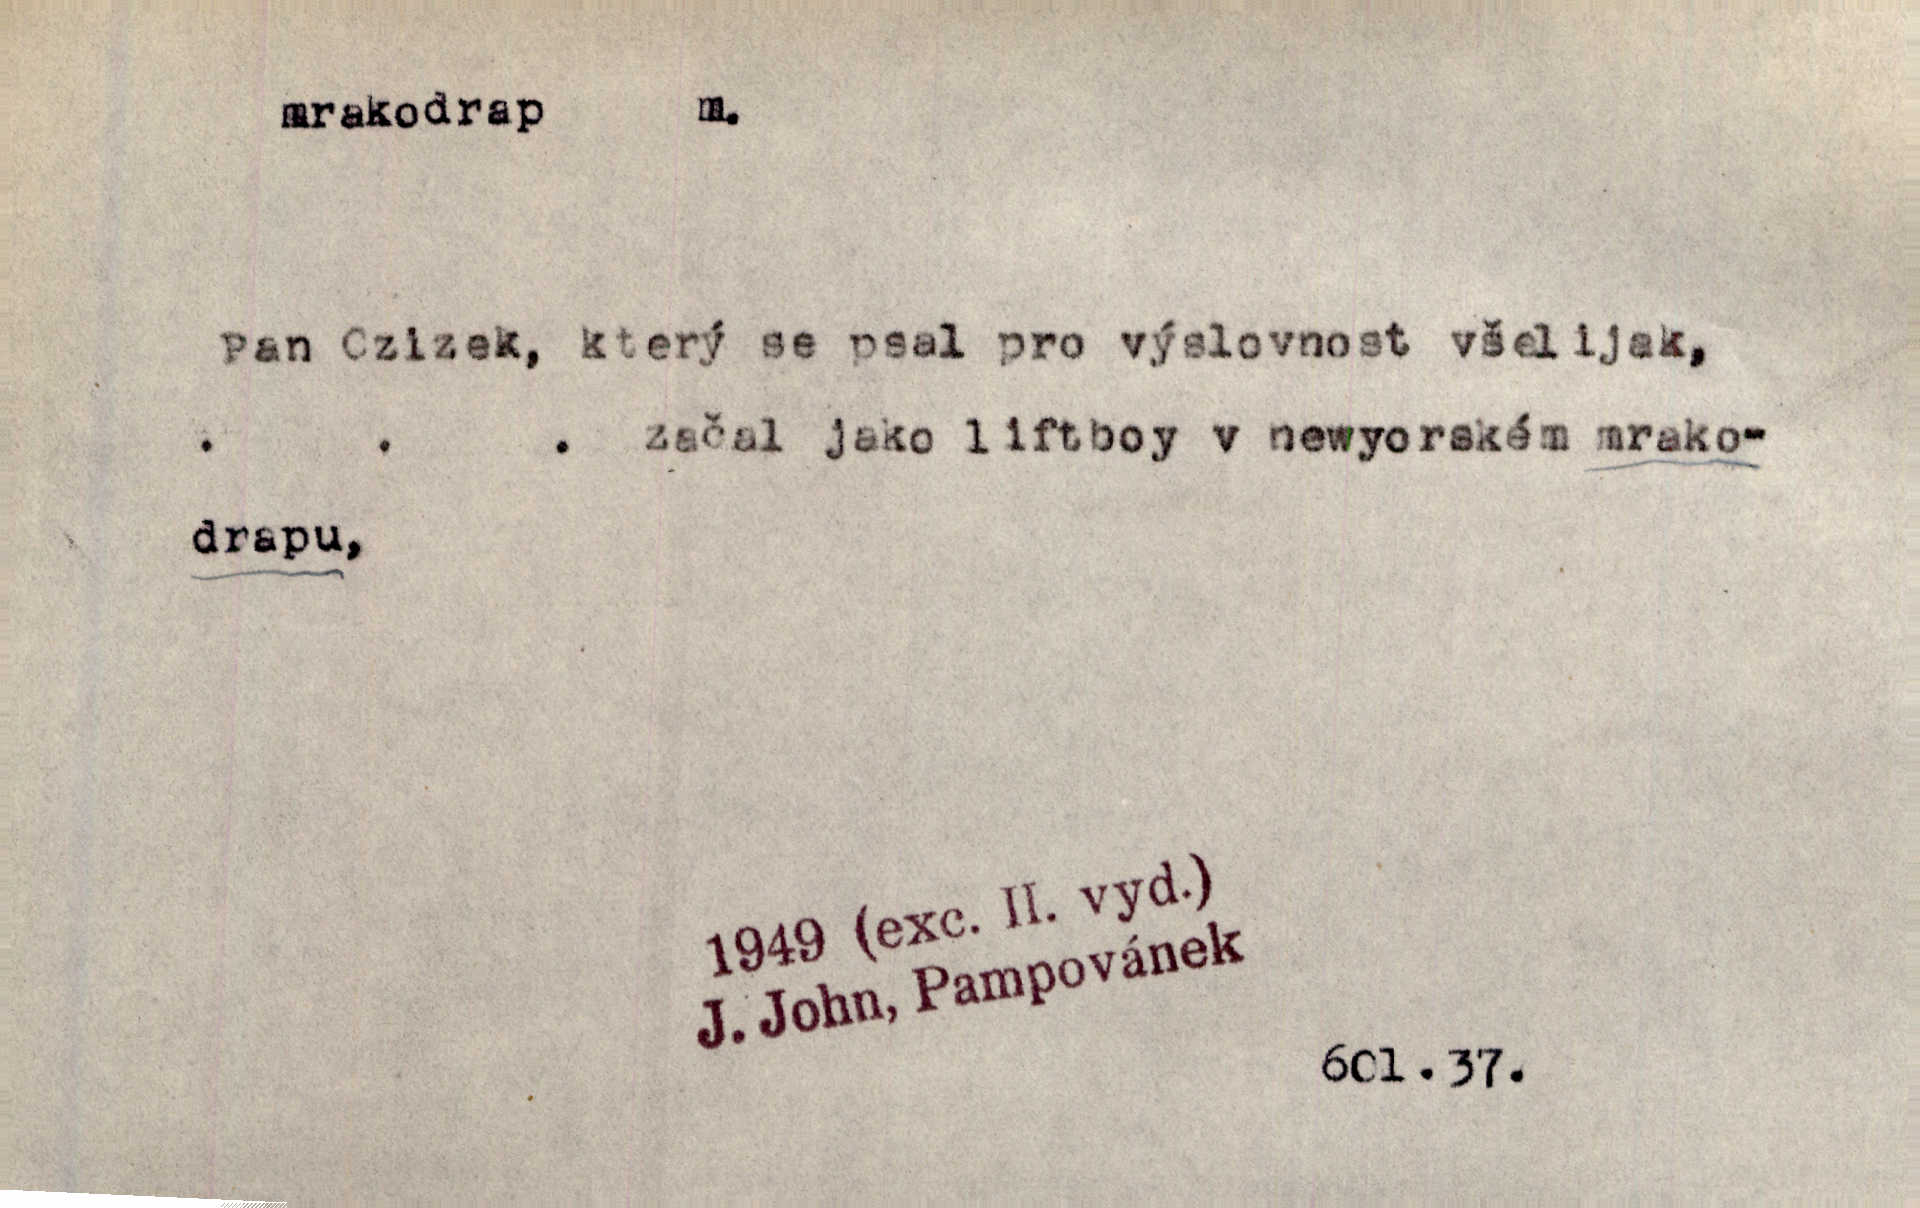 mrakodrap m.
Pan Czizek, který se psal pro výslovnost všelijak,
. . . začal jako liftboy v newyorském mrako-
drapu,
1949 (exc. II. vyd.)
J. John, Pampovánek
601.37.